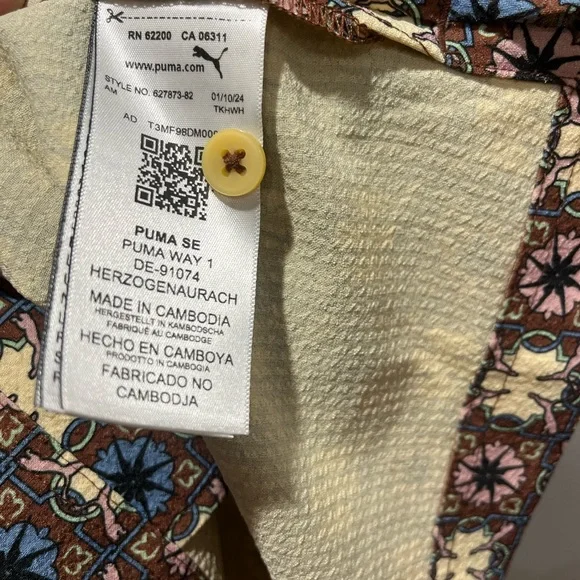 RN 62200 CA 06311
www.puma.com
STYLE NO. 627873-82 01/10/24
AM TKHWH
AD
PUMA SE
PUMA WAY 1
DE-91074
HERZOGENAURACH
MADE IN CAMBODIA
HERGESTELLT IN KAMBODSCHA
FABRIQUÉ AU CAMBODGE
HECHO EN CAMBOYA
PRODOTTO IN CAMBOGIA
FABRICADO NO
CAMBODJA